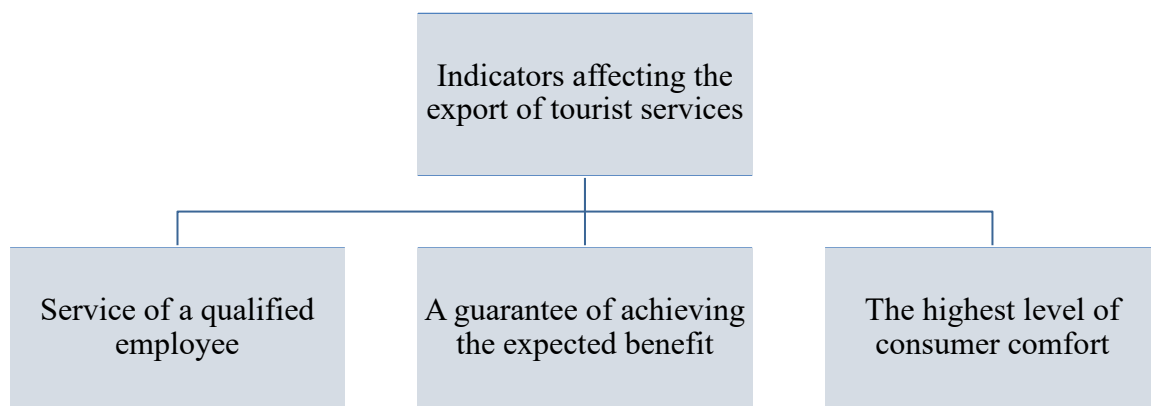 Indicators affecting the
export of tourist services
Service of a qualified
employee
A guarantee of achieving
the expected benefit
The highest level of
consumer comfort